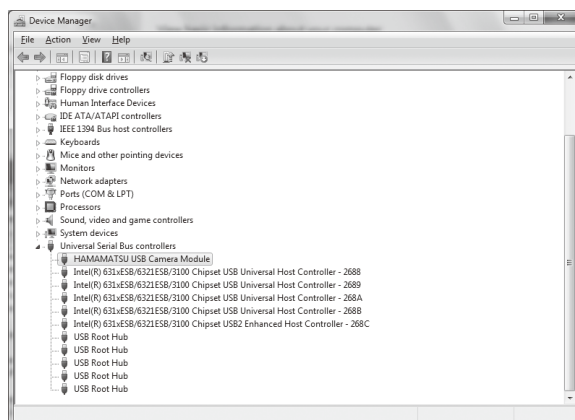 Device Manager
File Action View Help
Floppy disk drives
Floppy drive controllers
Human Interface Devices
IDE ATA/ATAPI controllers
IEEE 1394 Bus host controllers
Keyboards
Mice and other pointing devices
Monitors
Network adapters
Ports (COM & LPT)
Processors
Sound, video and game controllers
System devices
Universal Serial Bus controllers
HAMAMATSU USB Camera Module
Intel(R) 631xESB/6321ESB/3100 Chipset USB Universal Host Controller - 2688
Intel(R) 631xESB/6321ESB/3100 Chipset USB Universal Host Controller - 2689
Intel(R) 631xESB/6321ESB/3100 Chipset USB Universal Host Controller - 268A
Intel(R) 631xESB/6321ESB/3100 Chipset USB Universal Host Controller - 268B
Intel(R) 631xESB/6321ESB/3100 Chipset USB2 Enhanced Host Controller - 268C
USB Root Hub
USB Root Hub
USB Root Hub
USB Root Hub
USB Root Hub